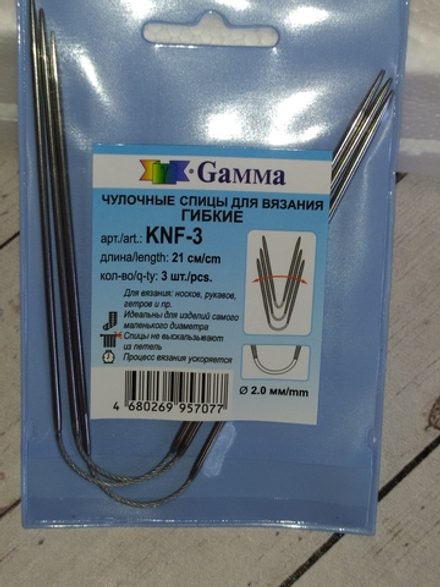 Gamma
ЧУЛОЧНЫЕ СПИЦЫ ДЛЯ ВЯЗАНИЯ
ГИБКИЕ
арт./art.: KNF-3
длина/length: 21 см/cm
кол-во/q-ty: 3 шт./pcs.
Для вязания: носков, рукавов,
гетров и пр.
Идеальны для изделий самого
маленького диаметра
Спицы не выскальзывают
из петель
Процесс вязания ускоряется
4 680269 957077
Ø 2.0 мм/mm